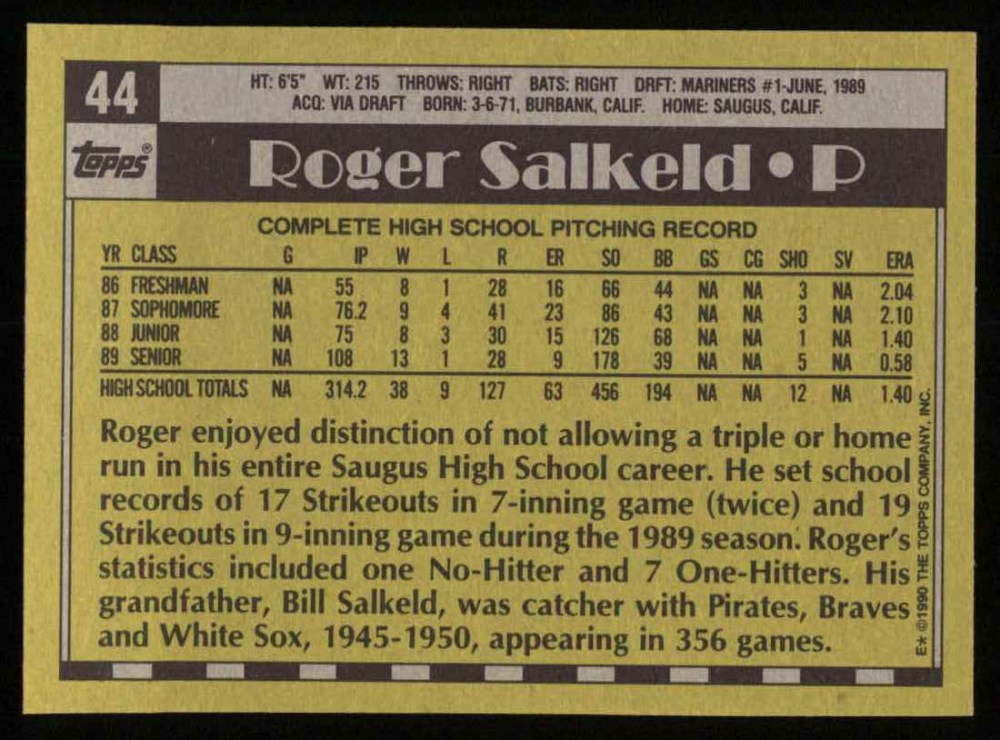 44
HT: 6'5" WT: 215 THROWS: RIGHT BATS: RIGHT DRFT: MARINERS #1-JUNE, 1989
ACQ: VIA DRAFT BORN: 3-6-71, BURBANK, CALIF. HOME: SAUGUS, CALIF.
topps®
Roger Salkeld • P
COMPLETE HIGH SCHOOL PITCHING RECORD
YR CLASS G IP W L R ER SO BB GS CG SHO SV ERA
86 FRESHMAN NA 55 8 1 28 16 66 44 NA NA 3 NA 2.04
87 SOPHOMORE NA 76.2 9 4 41 23 86 43 NA NA 3 NA 2.10
88 JUNIOR NA 75 8 3 30 15 126 68 NA NA 1 NA 1.40
89 SENIOR NA 108 13 1 28 9 178 39 NA NA 5 NA 0.58
HIGH SCHOOL TOTALS NA 314.2 38 9 127 63 456 194 NA NA 12 NA 1.40
Roger enjoyed distinction of not allowing a triple or home
run in his entire Saugus High School career. He set school
records of 17 Strikeouts in 7-inning game (twice) and 19
Strikeouts in 9-inning game during the 1989 season. Roger's
statistics included one No-Hitter and 7 One-Hitters. His
grandfather, Bill Salkeld, was catcher with Pirates, Braves
and White Sox, 1945-1950, appearing in 356 games.
E* ©1990 THE TOPPS COMPANY, INC.